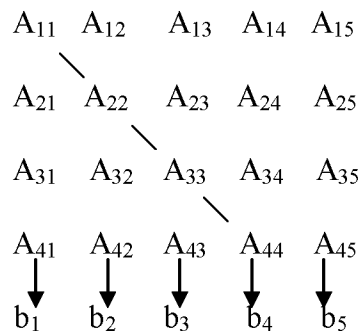 A₁₁ A₁₂ A₁₃ A₁₄ A₁₅
A₂₁ A₂₂ A₂₃ A₂₄ A₂₅
A₃₁ A₃₂ A₃₃ A₃₄ A₃₅
A₄₁ A₄₂ A₄₃ A₄₄ A₄₅
b₁ b₂ b₃ b₄ b₅